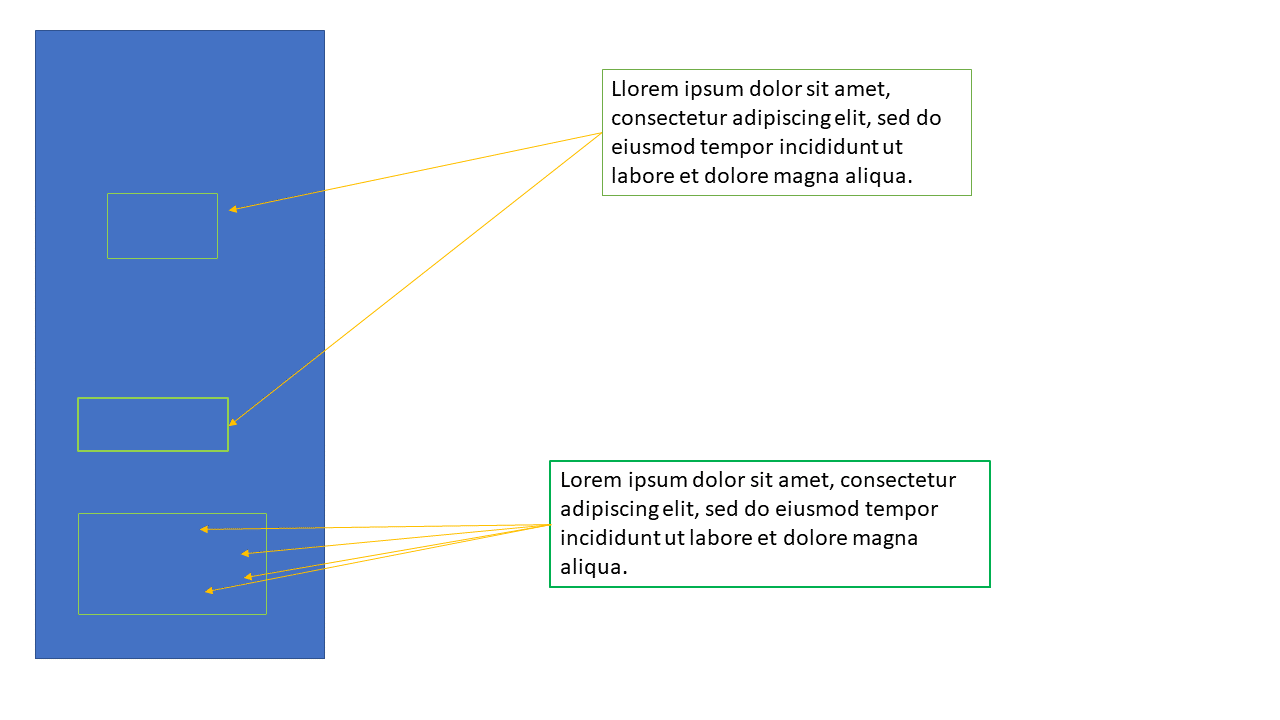 Llorem ipsum dolor sit amet,
consectetur adipiscing elit, sed do
eiusmod tempor incididunt ut
labore et dolore magna aliqua.
Lorem ipsum dolor sit amet, consectetur
adipiscing elit, sed do eiusmod tempor
incididunt ut labore et dolore magna
aliqua.